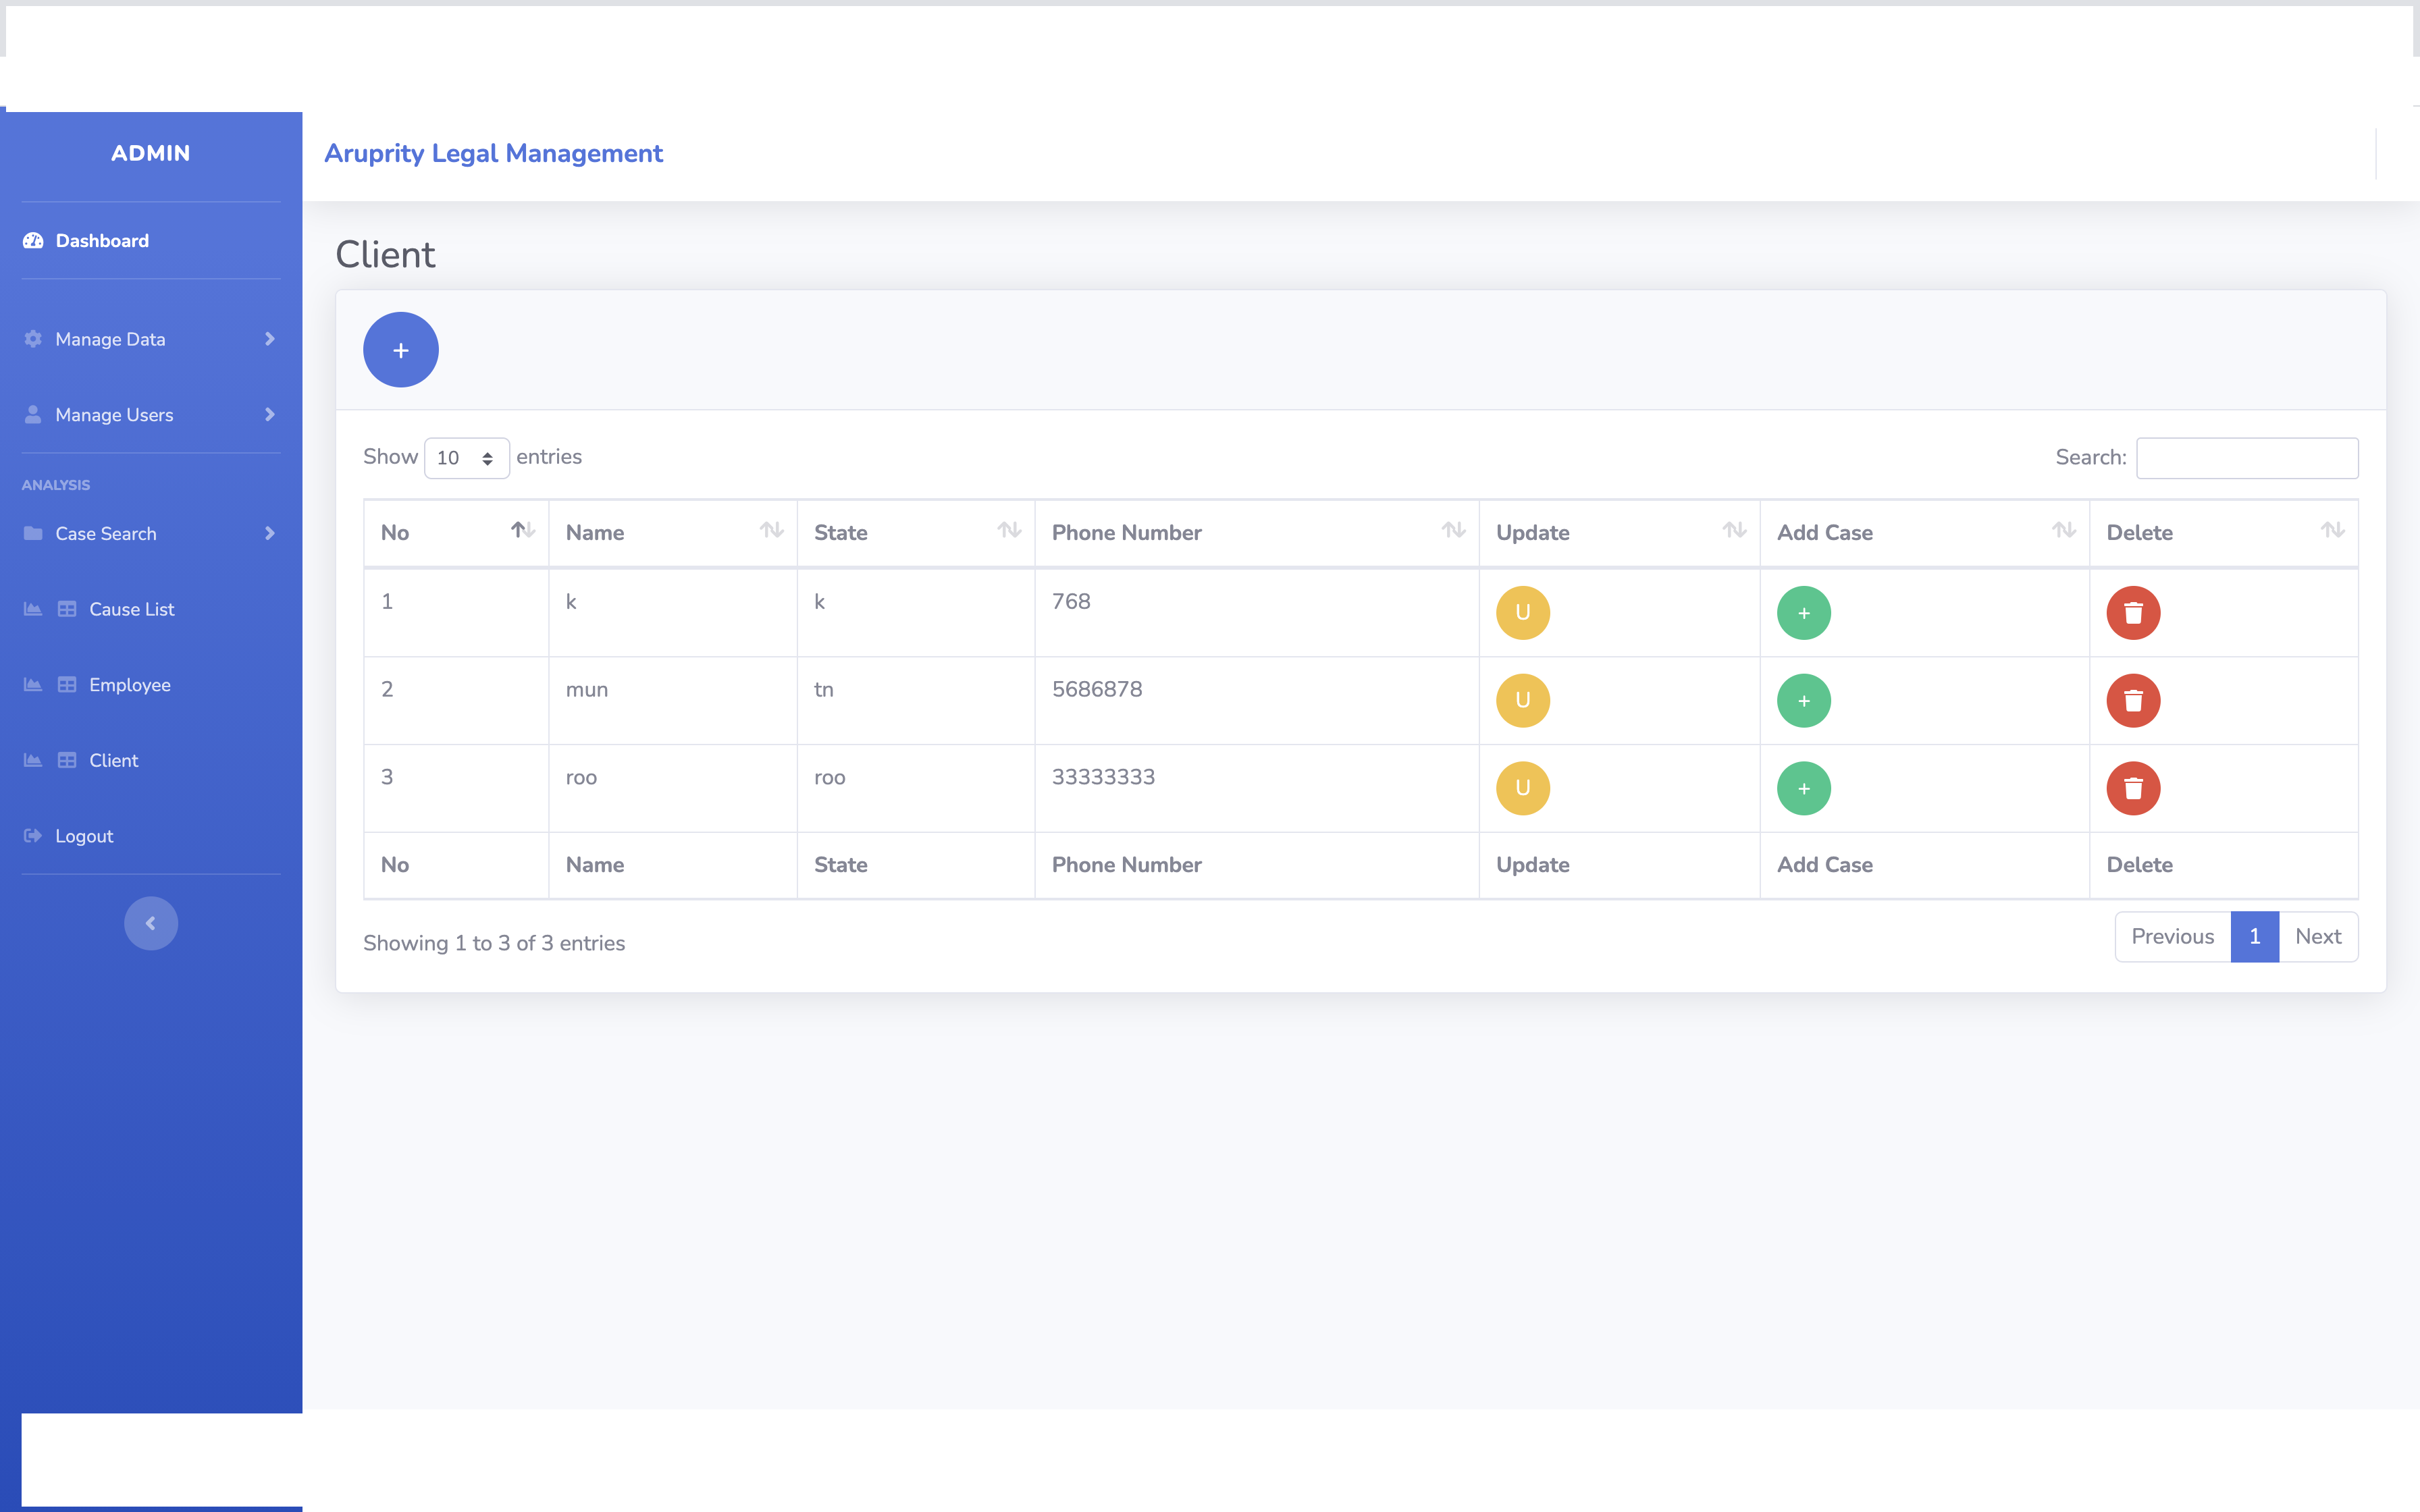 ADMIN
Aruprity Legal Management
Dashboard
Manage Data
Manage Users
ANALYSIS
Case Search
Cause List
Employee
Client
Logout
Client
+
Show 10 entries
Search:
No Name State Phone Number Update Add Case Delete
1 k k 768 U +
2 mun tn 5686878 U +
3 roo roo 33333333 U +
No Name State Phone Number Update Add Case Delete
Showing 1 to 3 of 3 entries
Previous 1 Next